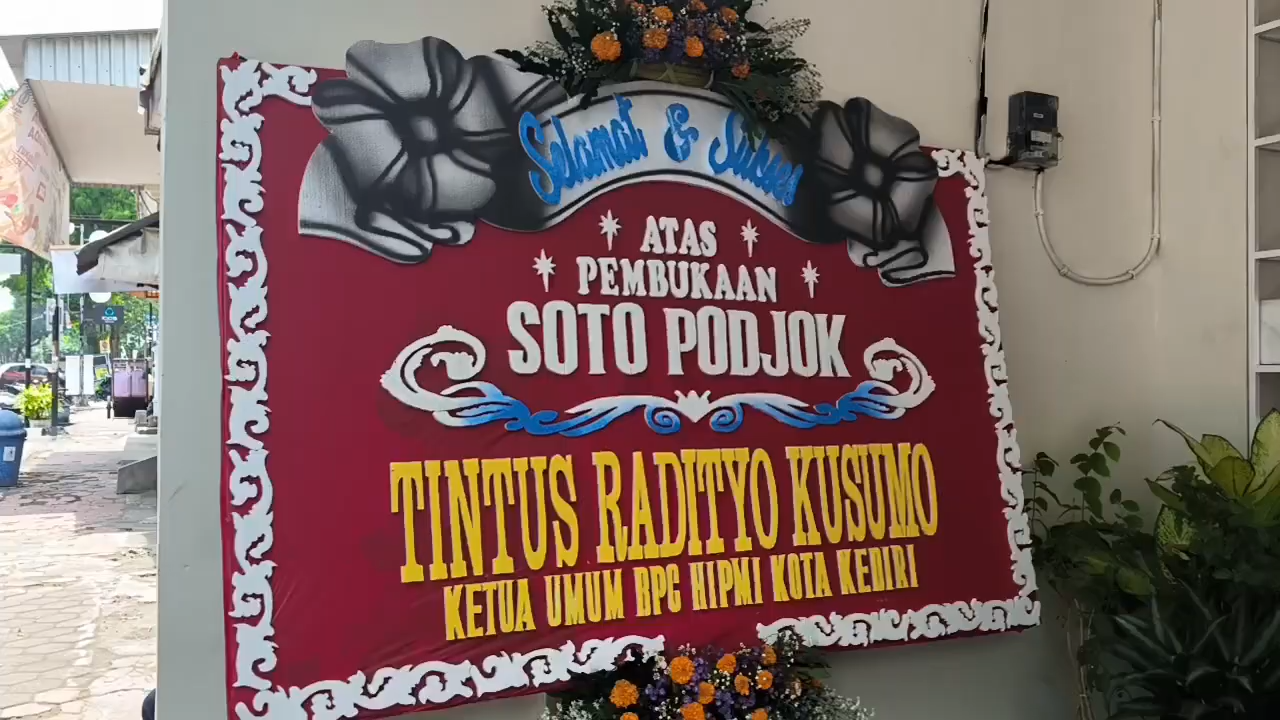 Selamat & Sukses
ATAS
PEMBUKAAN
SOTO PODJOK
TINTUS RADITYO KUSUMO
KETUA UMUM BPC HIPMI KOTA KEDIRI